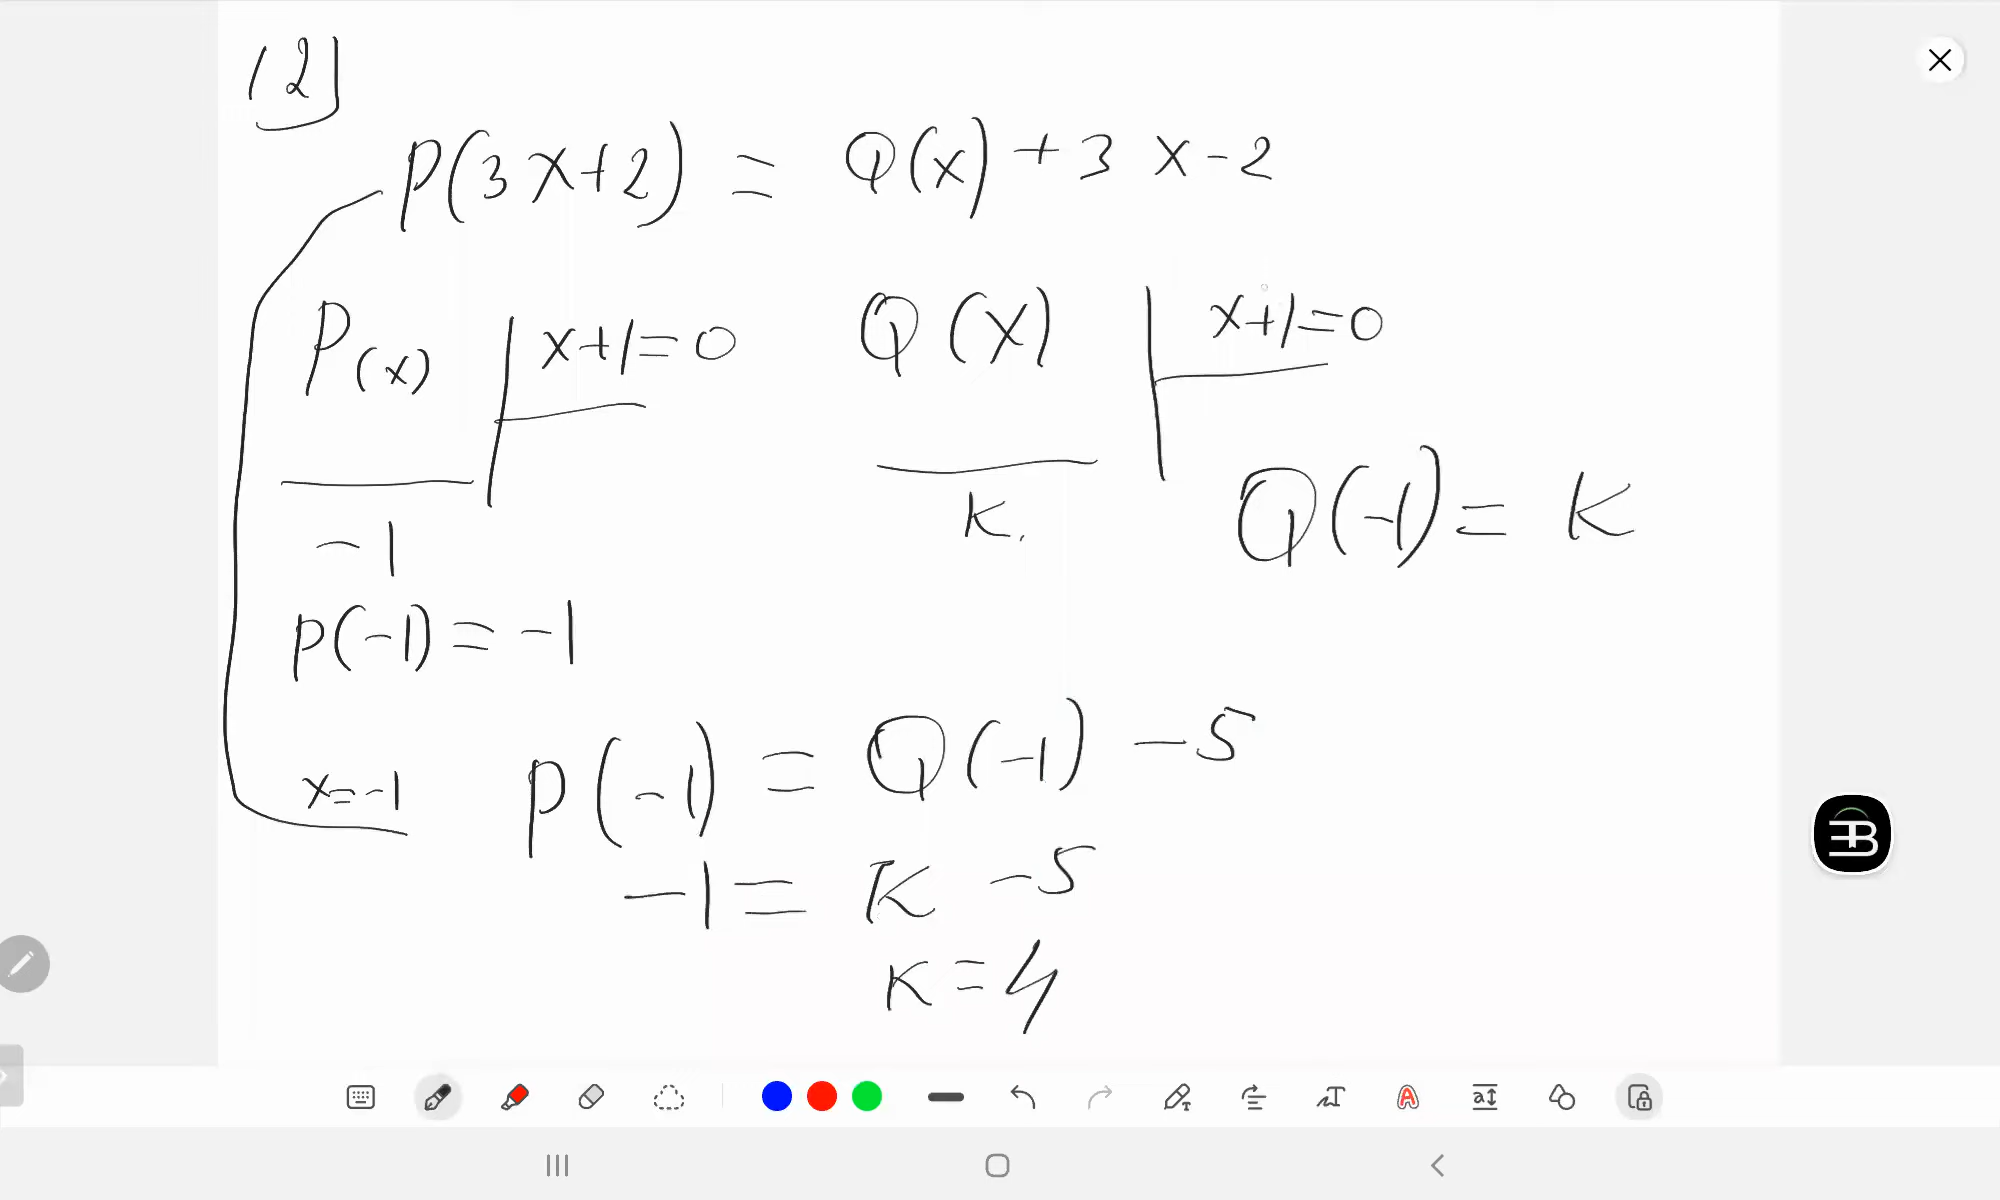 12
P(3x+2) = Q(x)+3x-2
P(x) | x+1=0
Q(x) | x+1=0
-1
K.
Q(-1) = K
P(-1) = -1
x=-1
P(-1) = Q(-1) -5
-1 = K -5
K=4